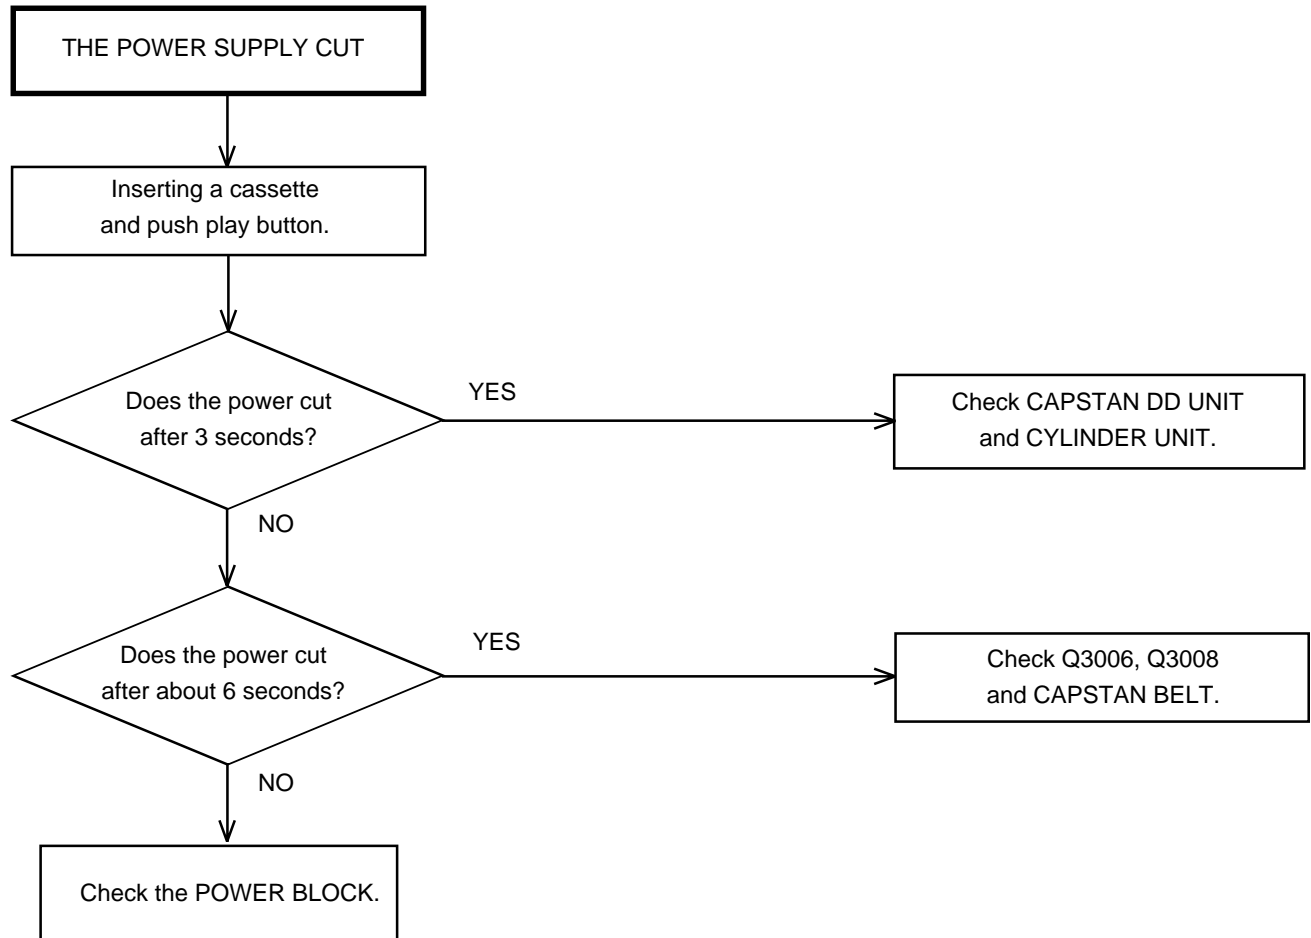 THE POWER SUPPLY CUT
Inserting a cassette
and push play button.
Does the power cut
after 3 seconds?
YES
Check CAPSTAN DD UNIT
and CYLINDER UNIT.
NO
Does the power cut
after about 6 seconds?
YES
Check Q3006, Q3008
and CAPSTAN BELT.
NO
Check the POWER BLOCK.